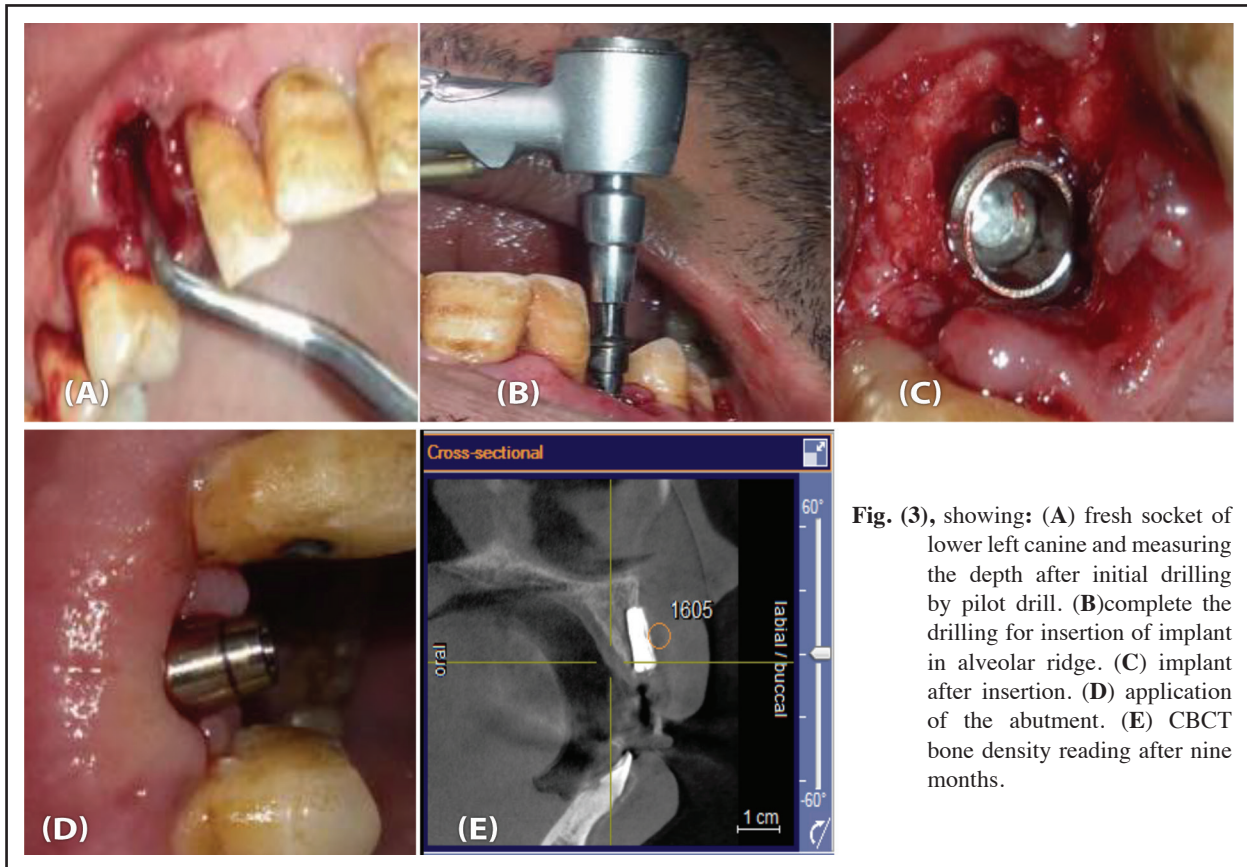 (A)
(B)
(C)
(D)
Cross-sectional
60°
1605
oral
labial / buccal
-60°
1 cm
(E)
Fig. (3), showing: (A) fresh socket of
lower left canine and measuring
the depth after initial drilling
by pilot drill. (B)complete the
drilling for insertion of implant
in alveolar ridge. (C) implant
after insertion. (D) application
of the abutment. (E) CBCT
bone density reading after nine
months.